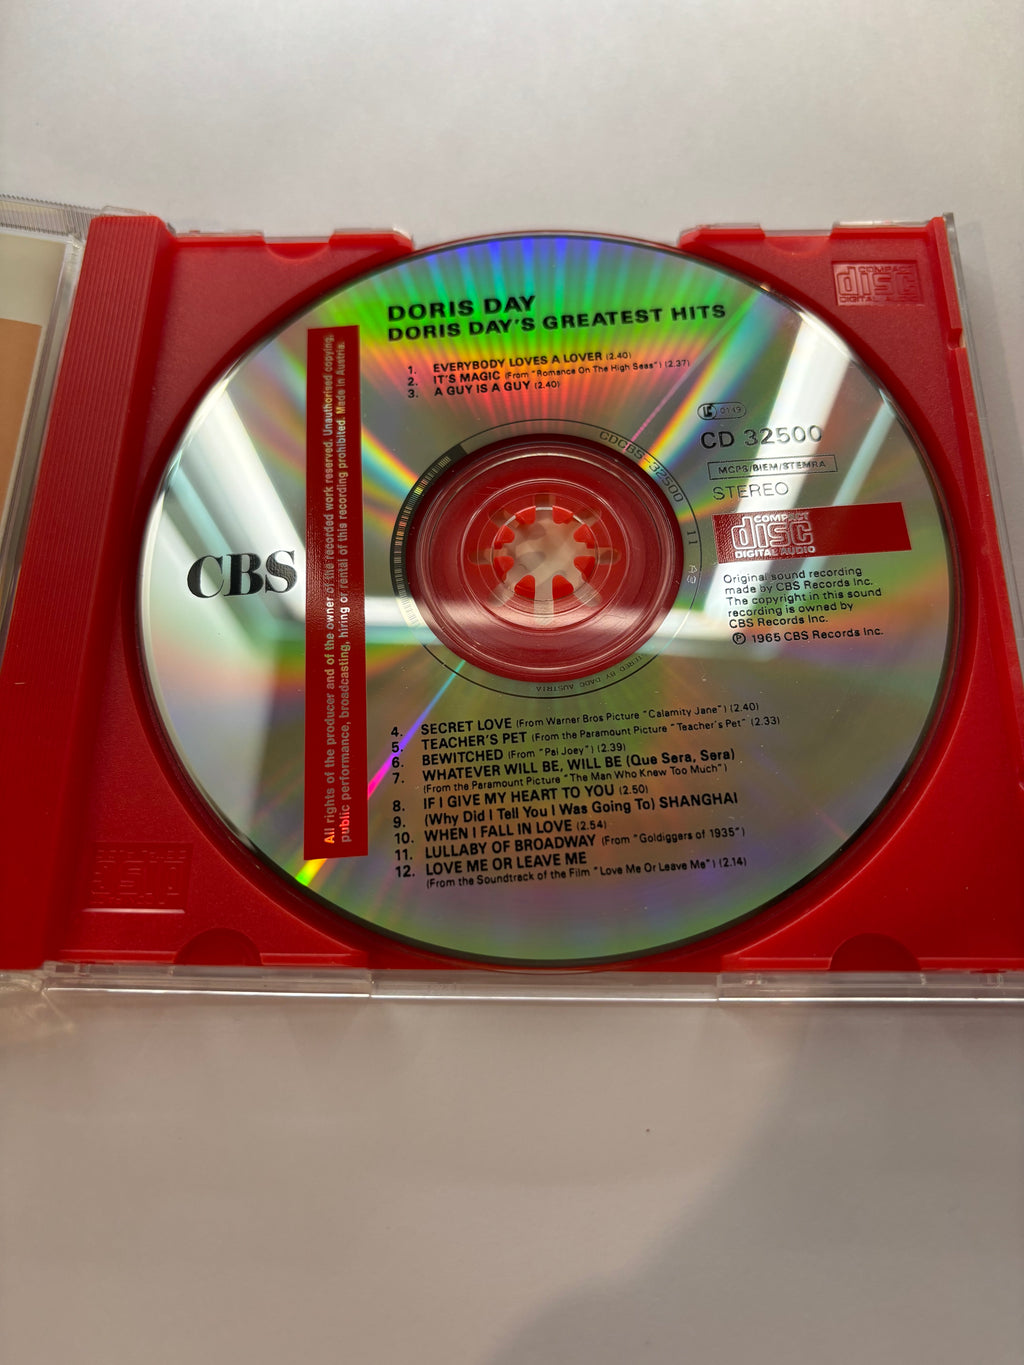 DORIS DAY
DORIS DAY'S GREATEST HITS
1. EVERYBODY LOVES A LOVER (2.40)
2. IT'S MAGIC (From "Romance On The High Seas") (2.37)
3. A GUY IS A GUY (2.40)
All rights of the producer and of the owner of the recorded work reserved. Unauthorised copying,
public performance, broadcasting, hiring or rental of this recording prohibited. Made in Austria.
CBS
LC 0149
CD 32500
MCPS/BIEM/STEMRA
STEREO
COMPACT
disc
DIGITAL AUDIO
Original sound recording
made by CBS Records Inc.
The copyright in this sound
recording is owned by
CBS Records Inc.
℗ 1965 CBS Records Inc.
CDCBS-32500 11 A3
BY DADC AUSTRIA
4. SECRET LOVE (From Warner Bros Picture "Calamity Jane") (2.40)
5. TEACHER'S PET (From the Paramount Picture "Teacher's Pet" (2.33)
6. BEWITCHED (From "Pal Joey") (2.39)
7. WHATEVER WILL BE, WILL BE (Que Sera, Sera)
(From the Paramount Picture "The Man Who Knew Too Much")
8. IF I GIVE MY HEART TO YOU (2.50)
9. (Why Did I Tell You I Was Going To) SHANGHAI
10. WHEN I FALL IN LOVE (2.54)
11. LULLABY OF BROADWAY (From "Goldiggers of 1935")
12. LOVE ME OR LEAVE ME
(From the Soundtrack of the Film "Love Me Or Leave Me") (2.14)
COMPACT
disc
DIGITAL AUDIO